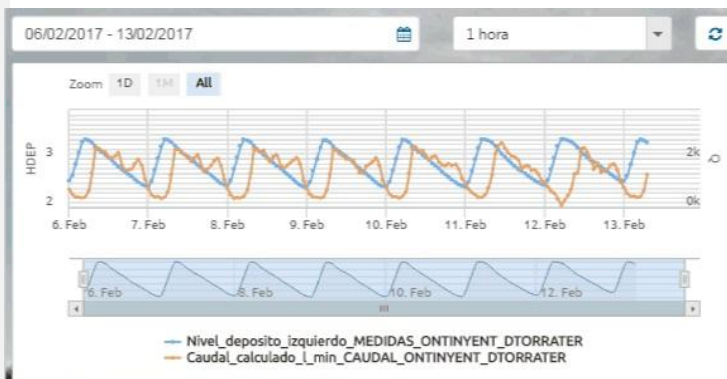 06/02/2017 - 13/02/2017
1 hora
Zoom 1D 1M All
HDEP
3
2
2k
0k
Q
6. Feb 7. Feb 8. Feb 9. Feb 10. Feb 11. Feb 12. Feb 13. Feb
6. Feb 8. Feb 10. Feb 12. Feb
Nivel_deposito_izquierdo_MEDIDAS_ONTINYENT_DTORRATER
Caudal_calculado_l_min_CAUDAL_ONTINYENT_DTORRATER